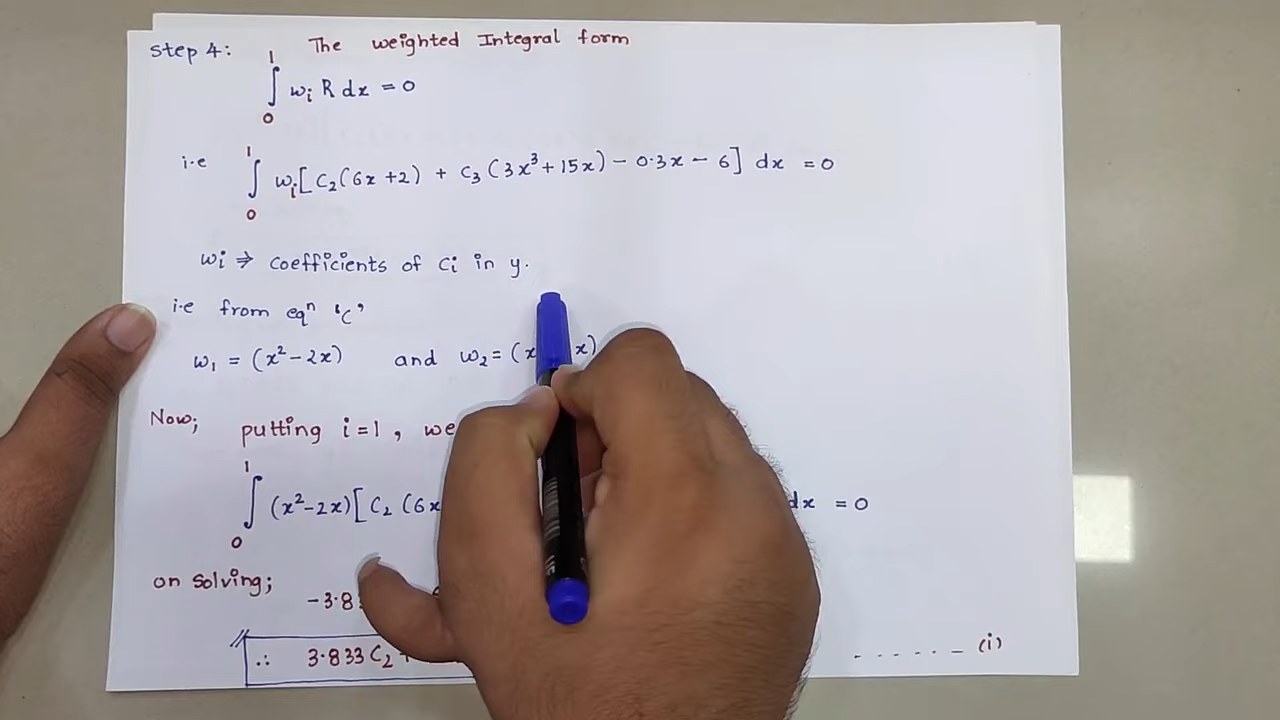 Step 4: The weighted Integral form
∫₀¹ wᵢ R dx = 0
i.e ∫₀¹ wᵢ[C₂(6x+2) + C₃(3x³+15x) - 0.3x - 6] dx = 0
wi ⇒ coefficients of Ci in y.
i.e from eqⁿ 'C'
w₁ = (x²-2x) and w₂ = (x x)
Now; putting i=1, we
∫₀¹ (x²-2x)[C₂ (6x dx = 0
on solving;
-3.8
∴ 3.833C₂ + ------ (i)